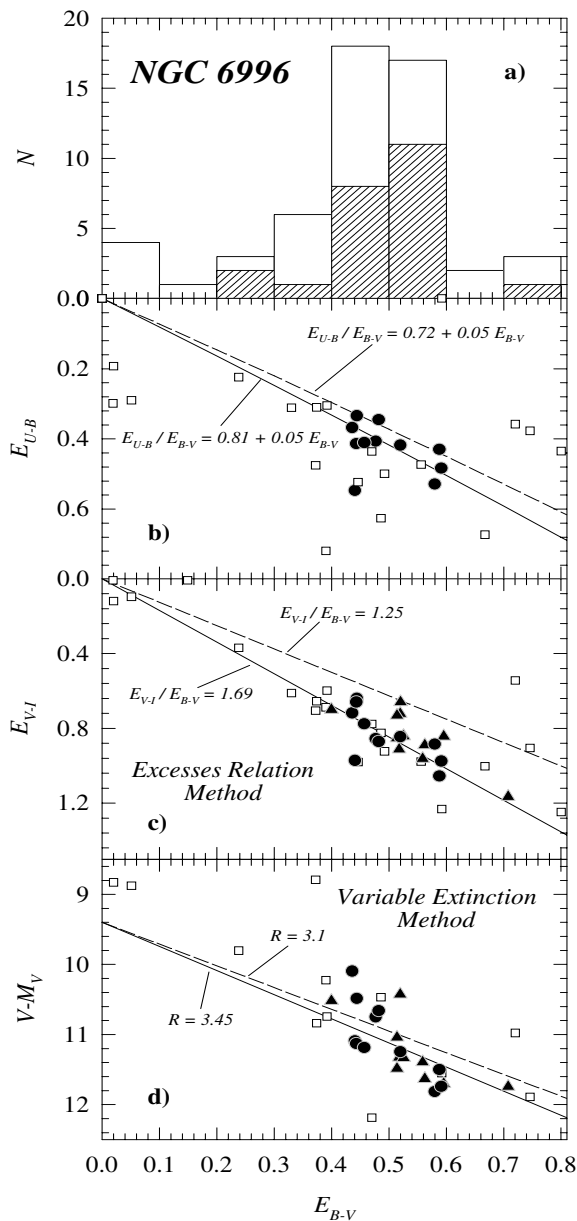 20
NGC 6996
a)
15
10
5
0
N
0.0
E_{U-B} / E_{B-V} = 0.72 + 0.05 E_{B-V}
0.2
0.4
0.6
E_{U-B}
E_{U-B} / E_{B-V} = 0.81 + 0.05 E_{B-V}
b)
0.0
E_{V-I} / E_{B-V} = 1.25
0.4
E_{V-I} / E_{B-V} = 1.69
0.8
E_{V-I}
Excesses Relation
Method
1.2
c)
9
Variable Extinction
Method
R = 3.1
10
R = 3.45
11
V-M_V
12
d)
0.0 0.1 0.2 0.3 0.4 0.5 0.6 0.7 0.8
E_{B-V}